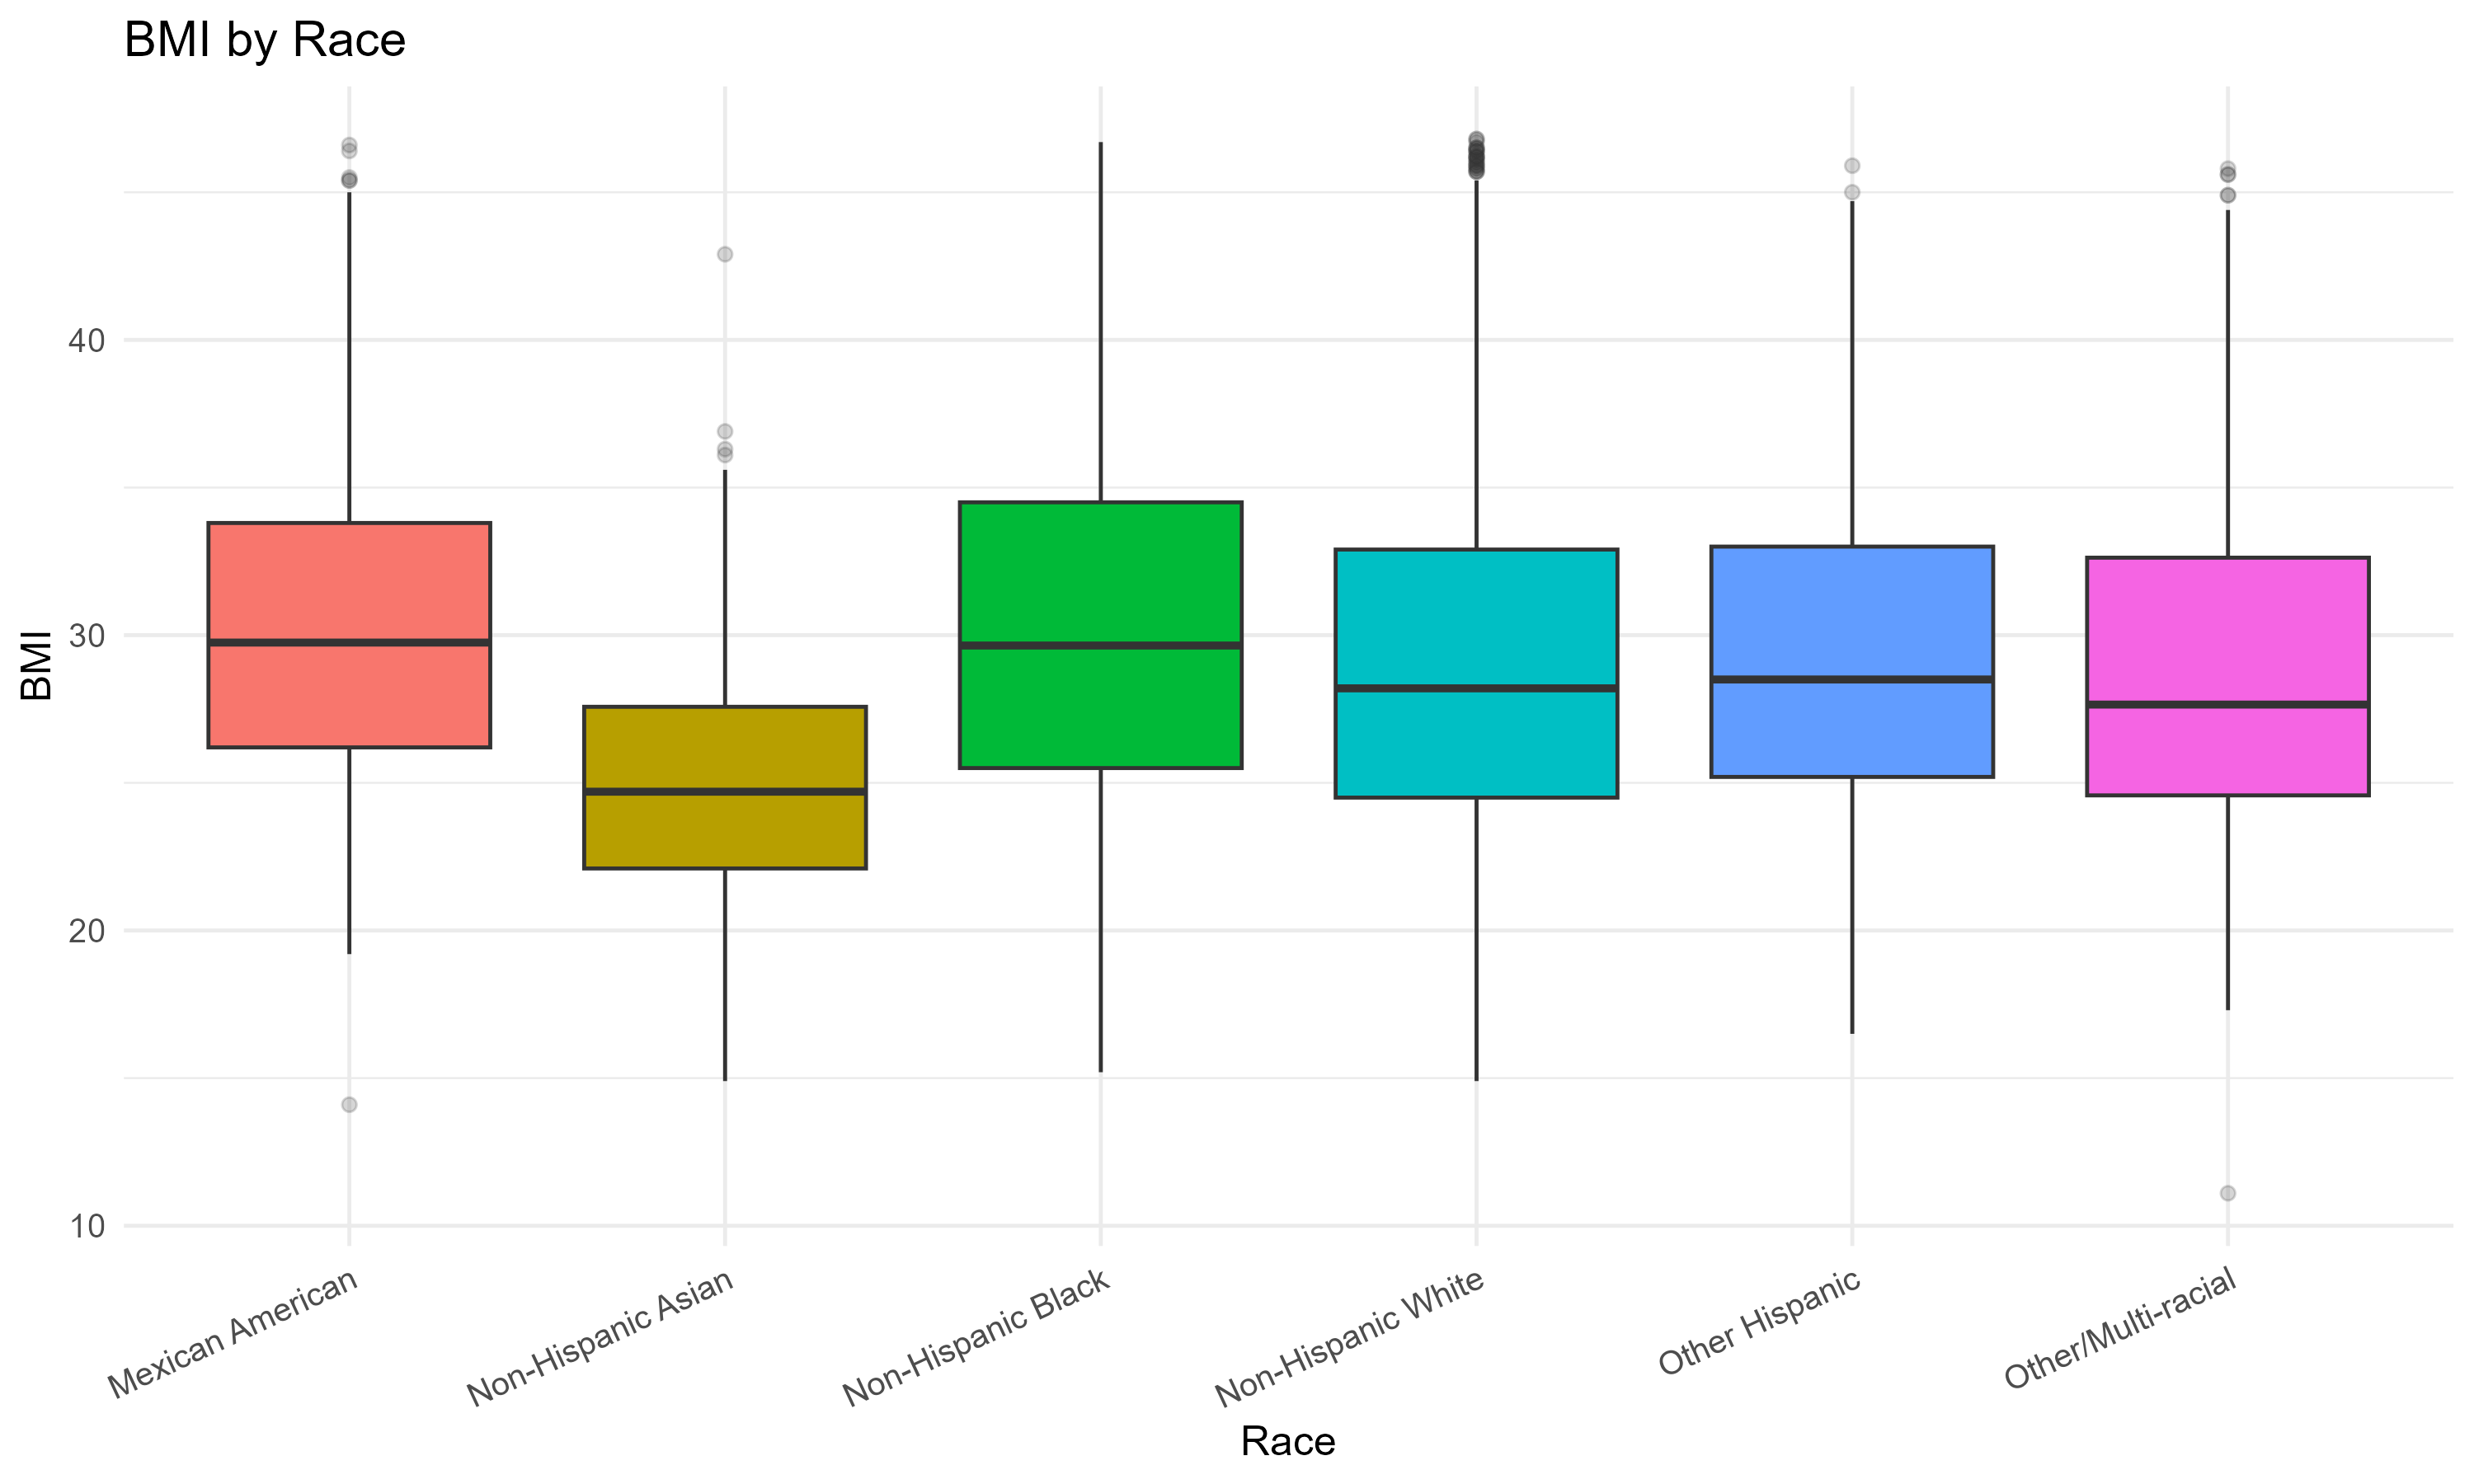 BMI by Race
BMI
40
30
20
10
Mexican American
Non-Hispanic Asian
Non-Hispanic Black
Non-Hispanic White
Other Hispanic
Other/Multi-racial
Race